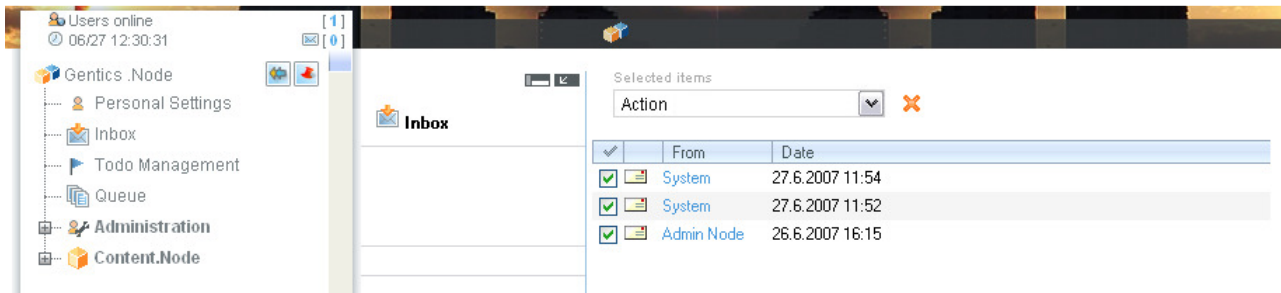 Users online [1]
06/27 12:30:31 [0]
Gentics .Node
Personal Settings
Inbox
Todo Management
Queue
Administration
Content.Node
Inbox
Selected items
Action
From Date
System 27.6.2007 11:54
System 27.6.2007 11:52
Admin Node 26.6.2007 16:15